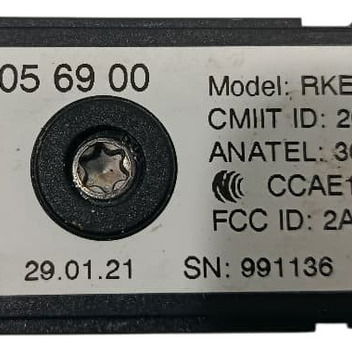 05 69 00
Model: RKE
CMIIT ID: 20
ANATEL: 30
CCAE1
FCC ID: 2A
29.01.21 SN: 991136